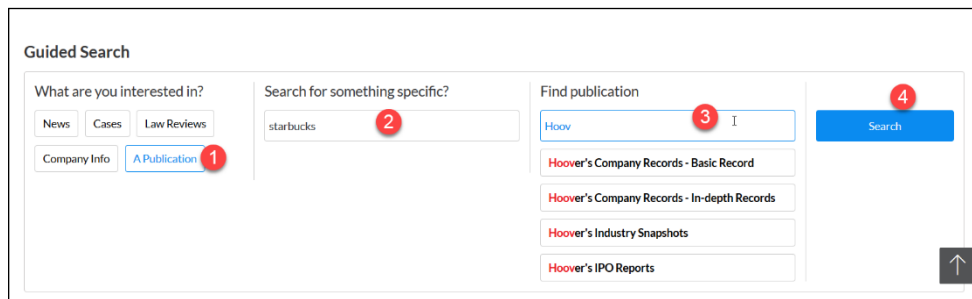 Guided Search
What are you interested in?
News Cases Law Reviews
Company Info A Publication 1
Search for something specific?
starbucks 2
Find publication
Hoov 3
Hoover's Company Records - Basic Record
Hoover's Company Records - In-depth Records
Hoover's Industry Snapshots
Hoover's IPO Reports
4
Search